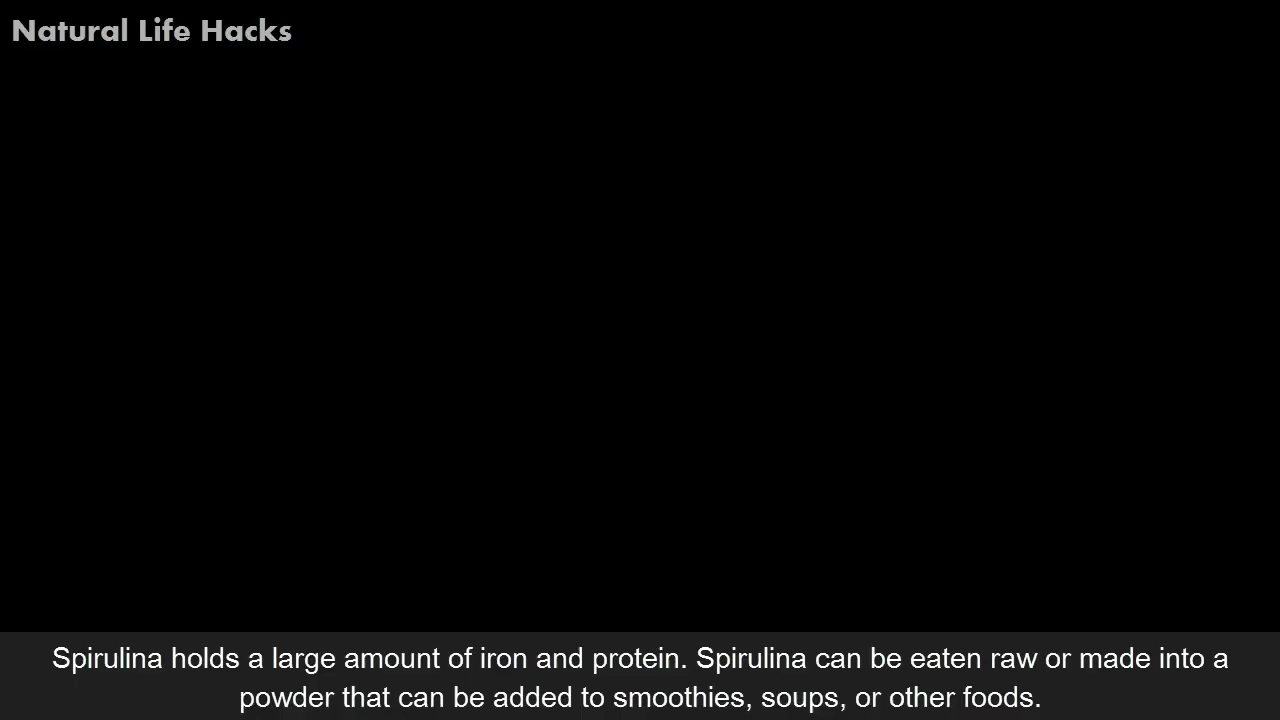 Natural Life Hacks
Spirulina holds a large amount of iron and protein. Spirulina can be eaten raw or made into a
powder that can be added to smoothies, soups, or other foods.